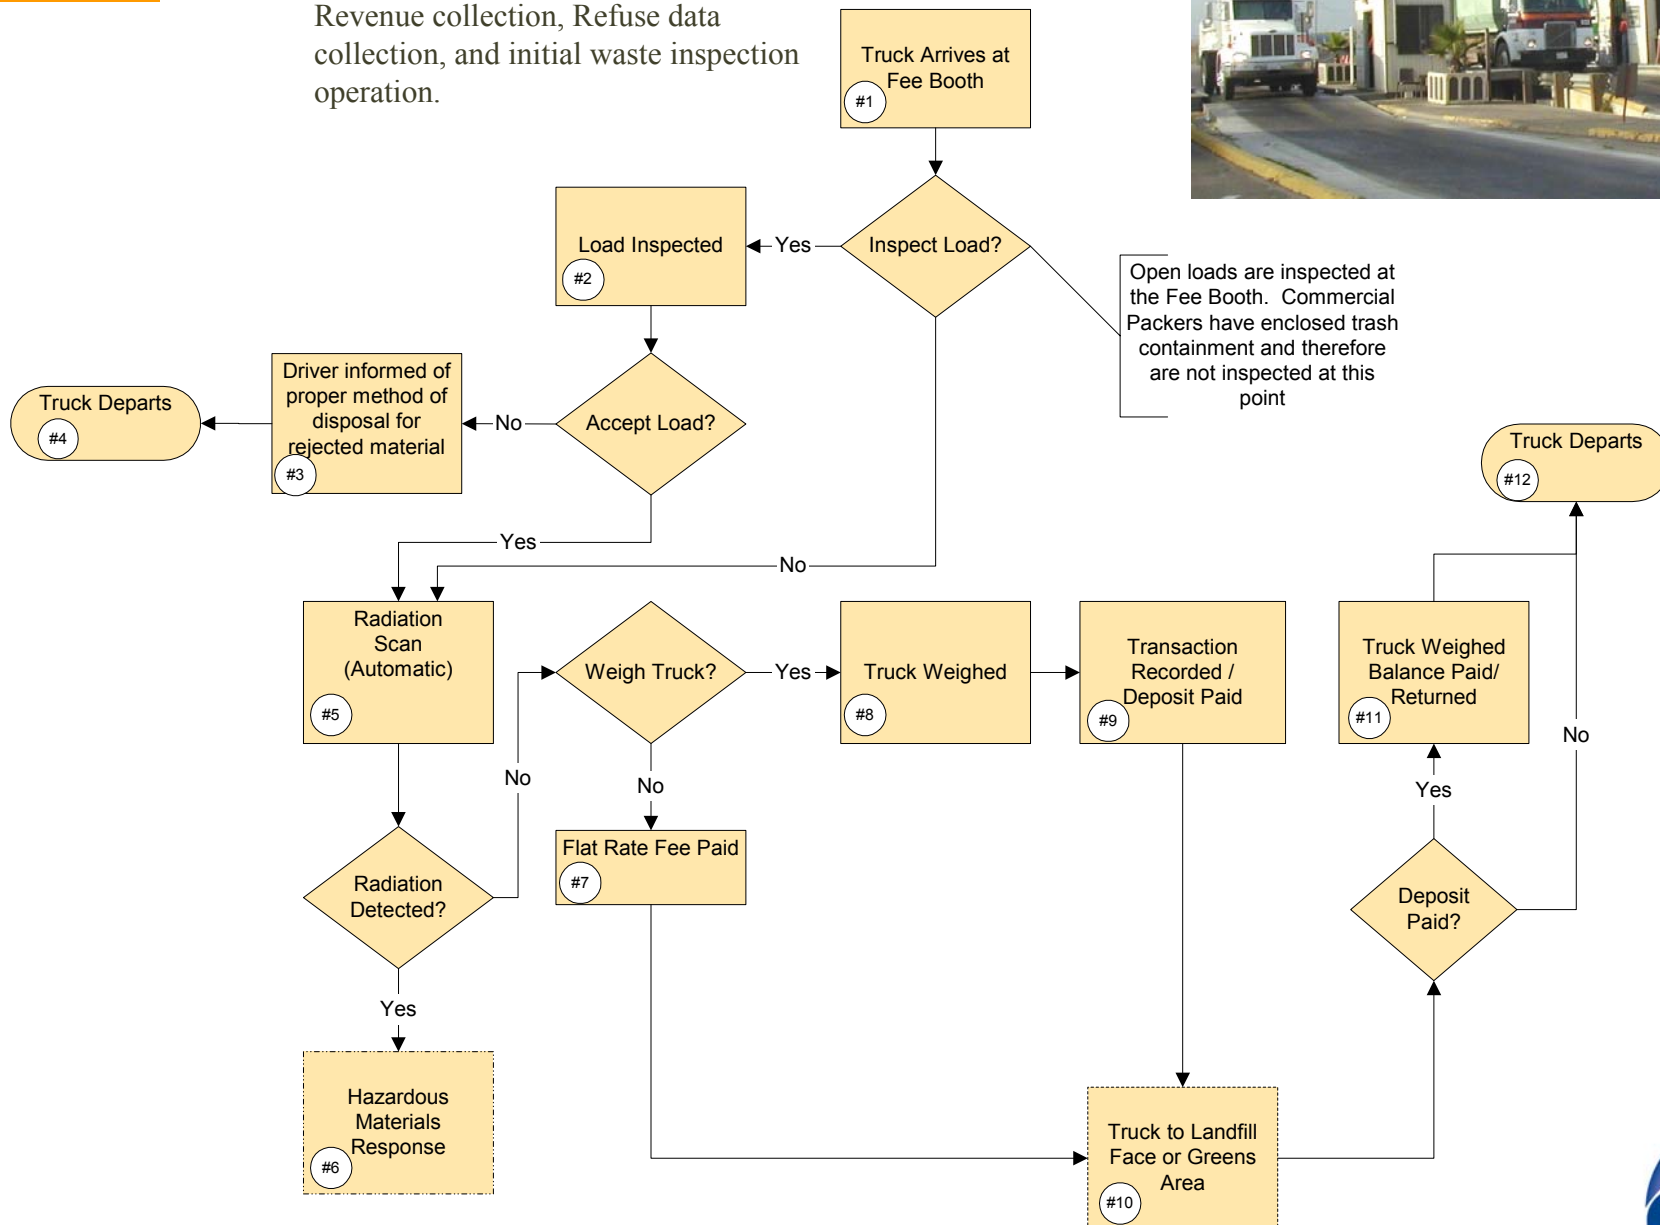 Revenue collection, Refuse data
collection, and initial waste inspection
operation.
Truck Arrives at
Fee Booth
#1
Inspect Load?
Yes
Load Inspected
#2
Open loads are inspected at
the Fee Booth. Commercial
Packers have enclosed trash
containment and therefore
are not inspected at this
point
Accept Load?
No
Driver informed of
proper method of
disposal for
rejected material
#3
Truck Departs
#4
Yes
No
Radiation
Scan
(Automatic)
#5
Radiation
Detected?
Yes
Hazardous
Materials
Response
#6
No
Weigh Truck?
No
Flat Rate Fee Paid
#7
Yes
Truck Weighed
#8
Transaction
Recorded /
Deposit Paid
#9
Truck to Landfill
Face or Greens
Area
#10
Deposit
Paid?
Yes
Truck Weighed
Balance Paid/
Returned
#11
No
Truck Departs
#12